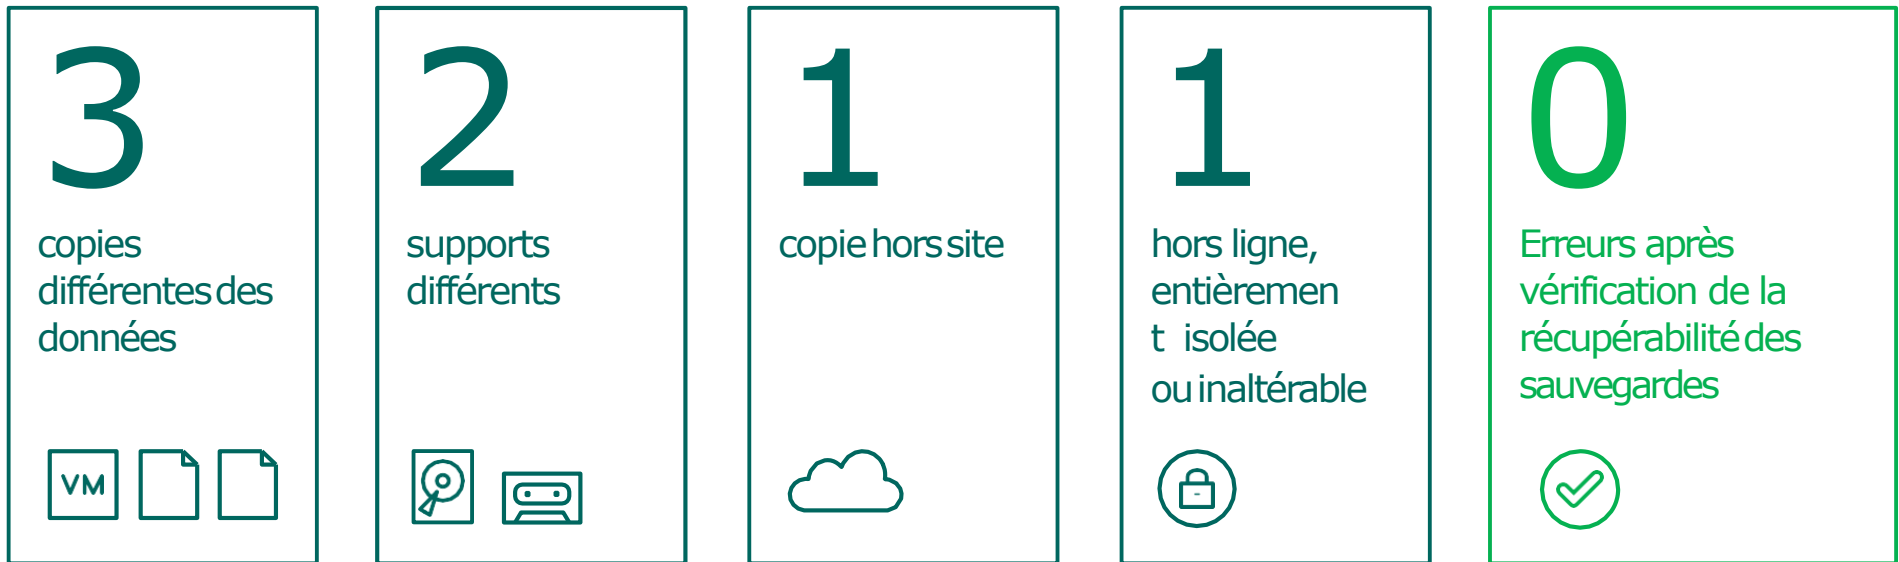 3
copies
différentes des
données
VM
2
supports
différents
1
copie hors site
1
hors ligne,
entièremen
t isolée
ou inaltérable
0
Erreurs après
vérification de la
récupérabilité des
sauvegardes